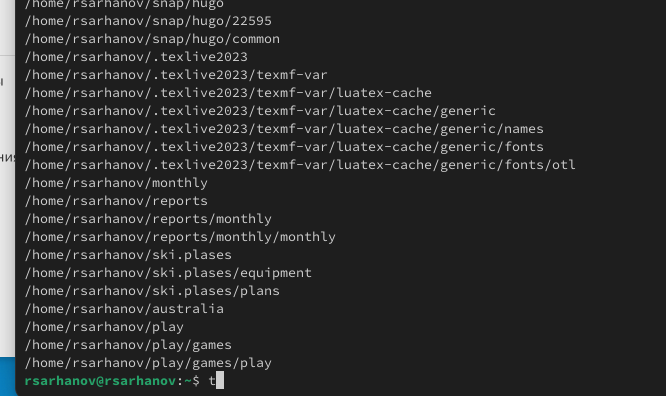 /home/rsarhanov/snap/hugo
/home/rsarhanov/snap/hugo/22595
/home/rsarhanov/snap/hugo/common
/home/rsarhanov/.texlive2023
/home/rsarhanov/.texlive2023/texmf-var
/home/rsarhanov/.texlive2023/texmf-var/luatex-cache
/home/rsarhanov/.texlive2023/texmf-var/luatex-cache/generic
/home/rsarhanov/.texlive2023/texmf-var/luatex-cache/generic/names
/home/rsarhanov/.texlive2023/texmf-var/luatex-cache/generic/fonts
/home/rsarhanov/.texlive2023/texmf-var/luatex-cache/generic/fonts/otl
/home/rsarhanov/monthly
/home/rsarhanov/reports
/home/rsarhanov/reports/monthly
/home/rsarhanov/reports/monthly/monthly
/home/rsarhanov/ski.plases
/home/rsarhanov/ski.plases/equipment
/home/rsarhanov/ski.plases/plans
/home/rsarhanov/australia
/home/rsarhanov/play
/home/rsarhanov/play/games
/home/rsarhanov/play/games/play
rsarhanov@rsarhanov:~$ t